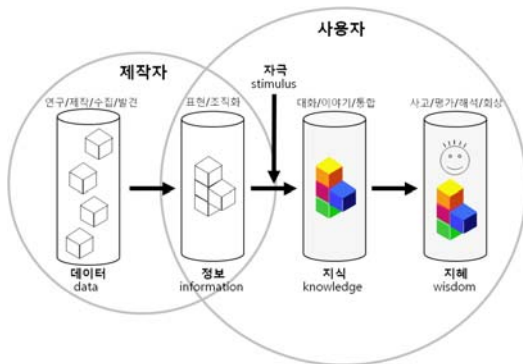 사용자
제작자
자극
stimulus
연구/제작/수집/발견
표현/조직화
대화/이야기/통합
사고/평가/해석/회상
데이터
data
정보
information
지식
knowledge
지혜
wisdom